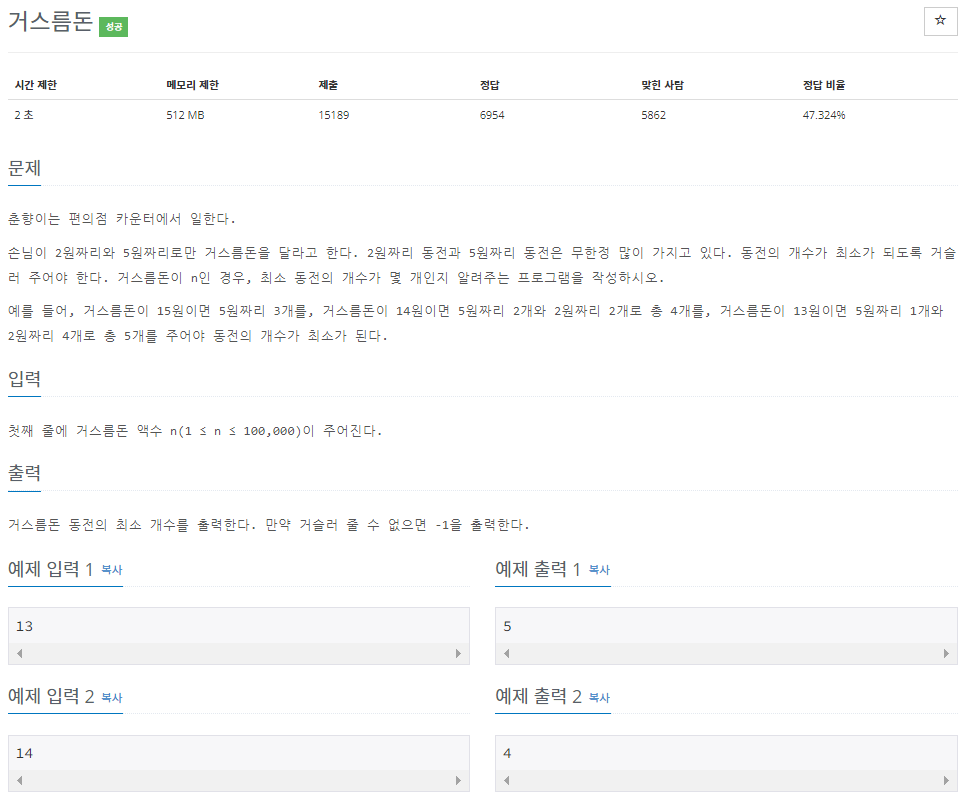 거스름돈 성공
☆
시간 제한 메모리 제한 제출 정답 맞힌 사람 정답 비율
2 초 512 MB 15189 6954 5862 47.324%
문제
춘향이는 편의점 카운터에서 일한다.
손님이 2원짜리와 5원짜리로만 거스름돈을 달라고 한다. 2원짜리 동전과 5원짜리 동전은 무한정 많이 가지고 있다. 동전의 개수가 최소가 되도록 거슬
러 주어야 한다. 거스름돈이 n인 경우, 최소 동전의 개수가 몇 개인지 알려주는 프로그램을 작성하시오.
예를 들어, 거스름돈이 15원이면 5원짜리 3개를, 거스름돈이 14원이면 5원짜리 2개와 2원짜리 2개로 총 4개를, 거스름돈이 13원이면 5원짜리 1개와
2원짜리 4개로 총 5개를 주어야 동전의 개수가 최소가 된다.
입력
첫째 줄에 거스름돈 액수 n(1 ≤ n ≤ 100,000)이 주어진다.
출력
거스름돈 동전의 최소 개수를 출력한다. 만약 거슬러 줄 수 없으면 -1을 출력한다.
예제 입력 1 복사
13
예제 출력 1 복사
5
예제 입력 2 복사
14
예제 출력 2 복사
4